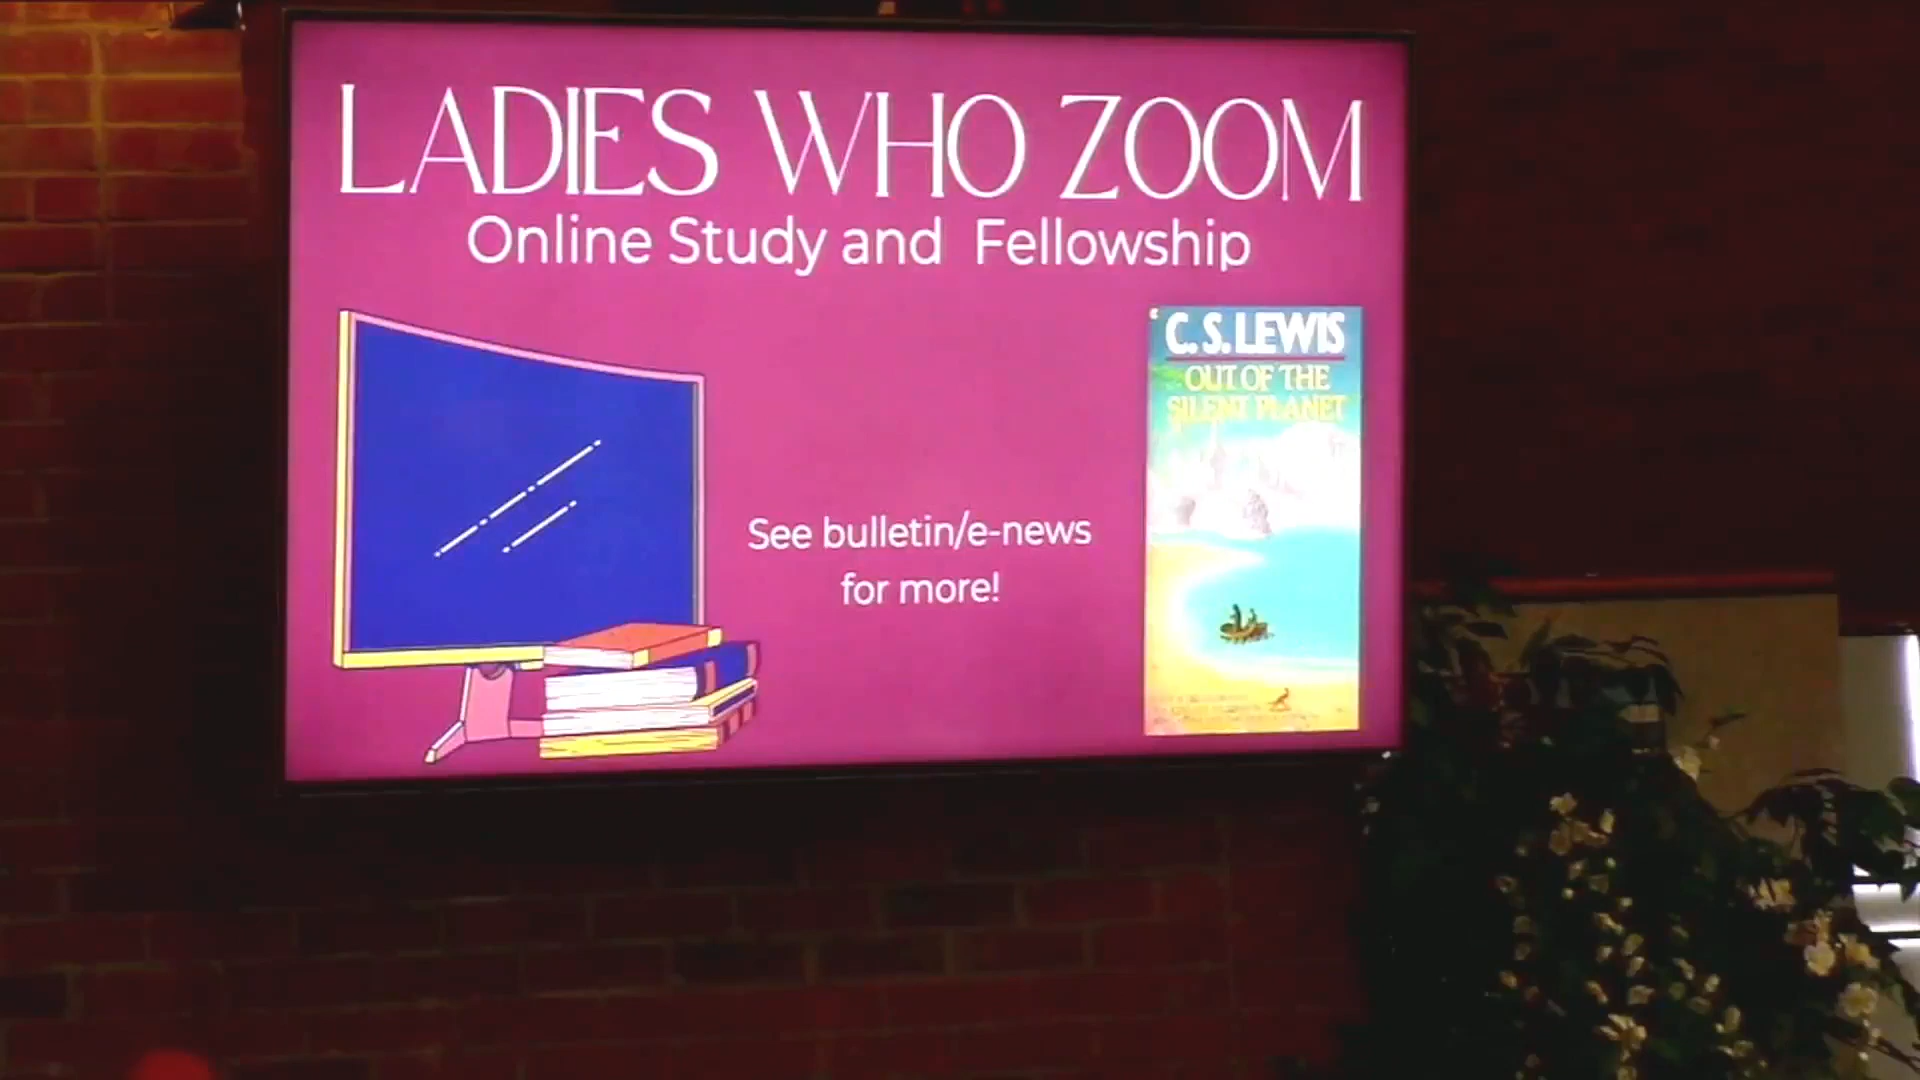 LADIES WHO ZOOM
Online Study and Fellowship
C. S. LEWIS
OUT OF THE
SILENT PLANET
See bulletin/e-news
for more!